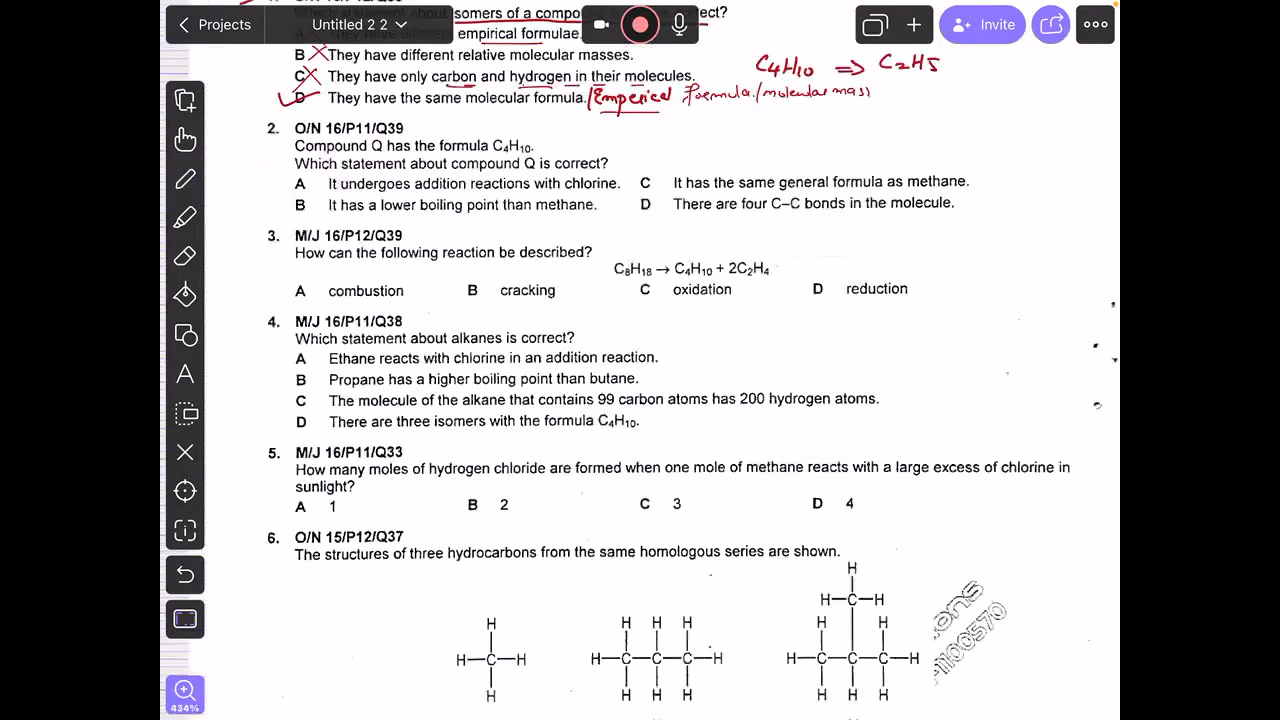 Projects
Untitled 2 2
Invite
somers of a compo
ct?
empirical formulae.
B They have different relative molecular masses.
C They have only carbon and hydrogen in their molecules.
C4H10 ⇒ C2H5
D They have the same molecular formula. /Emperical formula./molecular mass
2. O/N 16/P11/Q39
Compound Q has the formula C₄H₁₀.
Which statement about compound Q is correct?
A It undergoes addition reactions with chlorine. C It has the same general formula as methane.
B It has a lower boiling point than methane. D There are four C–C bonds in the molecule.
3. M/J 16/P12/Q39
How can the following reaction be described?
C₈H₁₈ → C₄H₁₀ + 2C₂H₄
A combustion B cracking C oxidation D reduction
4. M/J 16/P11/Q38
Which statement about alkanes is correct?
A Ethane reacts with chlorine in an addition reaction.
B Propane has a higher boiling point than butane.
C The molecule of the alkane that contains 99 carbon atoms has 200 hydrogen atoms.
D There are three isomers with the formula C₄H₁₀.
5. M/J 16/P11/Q33
How many moles of hydrogen chloride are formed when one mole of methane reacts with a large excess of chlorine in
sunlight?
A 1 B 2 C 3 D 4
6. O/N 15/P12/Q37
The structures of three hydrocarbons from the same homologous series are shown.
H
H–C–H
H H H H H H
H–C–H H–C–C–C–H H–C–C–C–H
H H H H H H H
434%